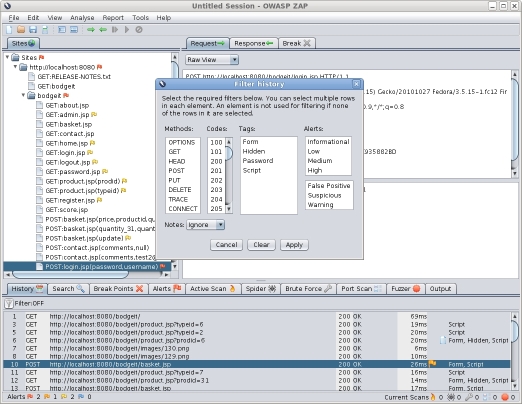 Untitled Session - OWASP ZAP
File Edit View Analyse Report Tools Help
Sites Request Response Break
Sites
http://localhost:8080
GET:RELEASE-NOTES.txt
GET:bodgeit
bodgeit
GET:about.jsp
GET:admin.jsp
GET:basket.jsp
GET:contact.jsp
GET:home.jsp
GET:login.jsp
GET:logout.jsp
GET:password.jsp
GET:product.jsp(prodid)
GET:product.jsp(typeid)
GET:register.jsp
GET:score.jsp
POST:basket.jsp(price,productid,qu
POST:basket.jsp(quantity_31,quant
POST:basket.jsp(update)
POST:contact.jsp(comments,null)
POST:contact.jsp(comments,test2@
POST:login.jsp(password,username)
Raw View
POST http://localhost:8080/bodgeit/login.jsp HTTP/1.1
Gecko/20101027 Fedora/3.5.15-1.fc12 Fir
0.9,*/*;q=0.8
935882BD
Filter history
Select the required filters below. You can select multiple rows
in each element. An element is not used for filtering if none
of the rows in it are selected.
Methods: Codes: Tags: Alerts:
OPTIONS 100 Form Informational
GET 101 Hidden Low
HEAD 200 Password Medium
POST 201 Script High
PUT 202 False Positive
DELETE 203 Suspicious
TRACE 204 Warning
CONNECT 205
Notes: Ignore
Cancel Clear Apply
History Search Break Points Alerts Active Scan Spider Brute Force Port Scan Fuzzer Output
Filter:OFF
1 GET http://localhost:8080/bodgeit/ 200 OK 69ms
3 GET http://localhost:8080/bodgeit/product.jsp?typeid=6 200 OK 19ms Script
5 GET http://localhost:8080/bodgeit/product.jsp?typeid=2 200 OK 20ms Script
6 GET http://localhost:8080/bodgeit/product.jsp?prodid=6 200 OK 20ms Form, Hidden, Script
7 GET http://localhost:8080/bodgeit/images/130.png 200 OK 6ms
8 GET http://localhost:8080/bodgeit/images/129.png 200 OK 10ms
10 POST http://localhost:8080/bodgeit/basket.jsp 200 OK 26ms Form, Script
11 GET http://localhost:8080/bodgeit/product.jsp?typeid=7 200 OK 16ms Script
12 GET http://localhost:8080/bodgeit/product.jsp?prodid=31 200 OK 14ms Form, Hidden, Script
13 POST http://localhost:8080/bodgeit/basket.jsp 200 OK 17ms Form, Script
Alerts 2 1 2 0 Current Scans 0 0 0 0